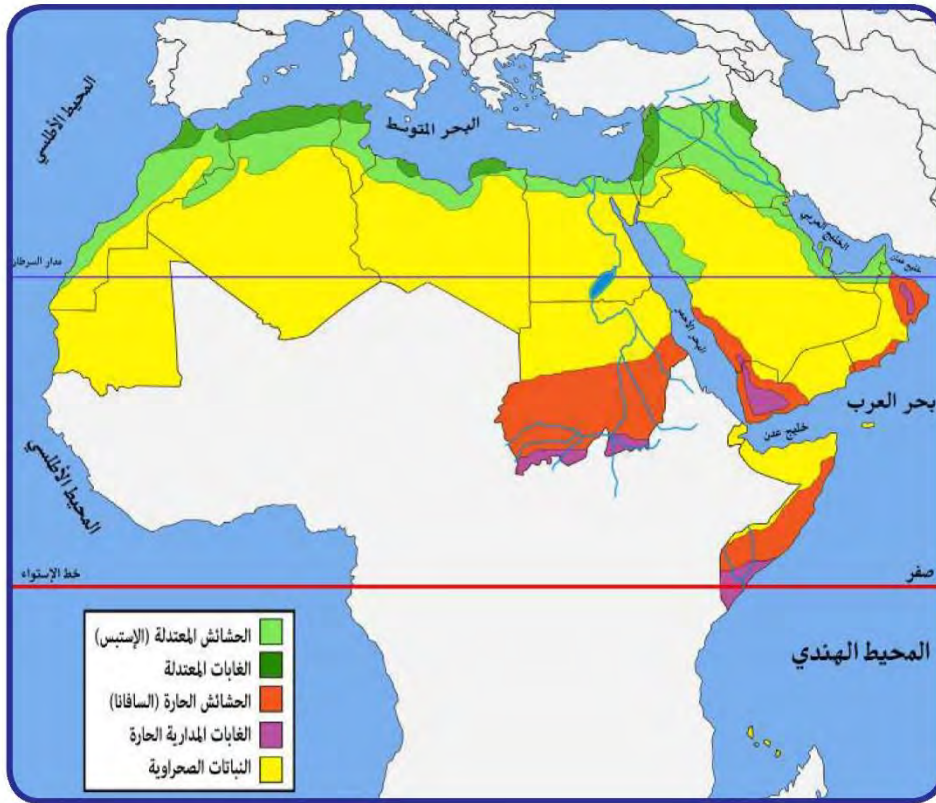 المحيط الأطلسي
البحر المتوسط
الخليج العربي
خليج عدن
مدار السرطان
البحر الأحمر
بحر العرب
خليج عدن
المحيط الأطلسي
خط الإستواء
صفر
المحيط الهندي
الحشائش المعتدلة (الإستبس)
الغابات المعتدلة
الحشائش الحارة (السافانا)
الغابات المدارية الحارة
النباتات الصحراوية